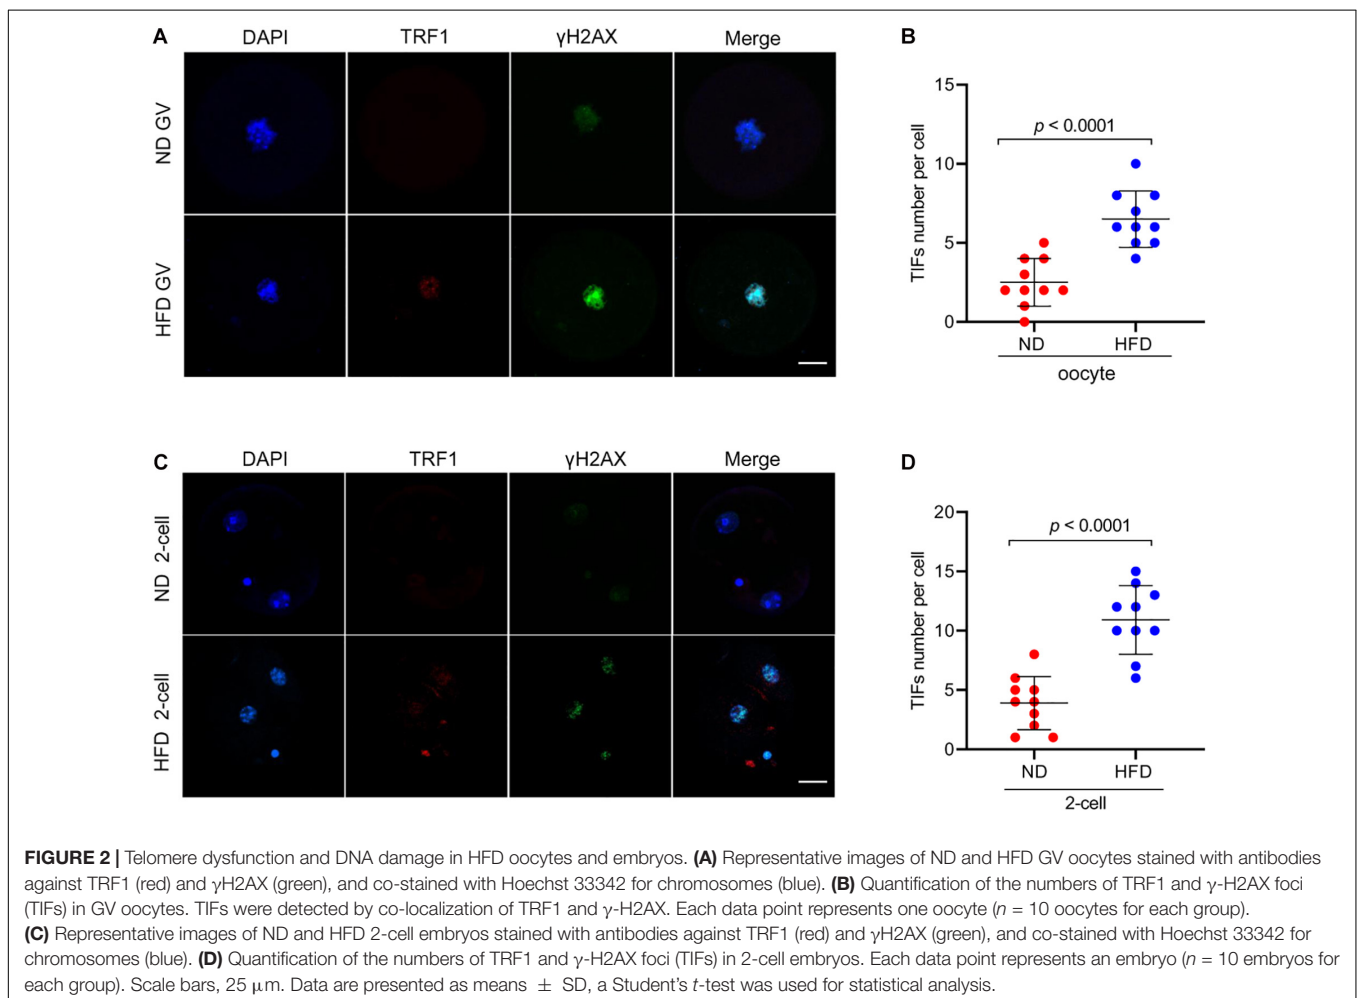 A
DAPI
TRF1
γH2AX
Merge
ND GV
HFD GV
B
15
10
5
0
TIFs number per cell
p < 0.0001
ND
HFD
oocyte
C
DAPI
TRF1
γH2AX
Merge
ND 2-cell
HFD 2-cell
D
20
15
10
5
0
TIFs number per cell
p < 0.0001
ND
HFD
2-cell
FIGURE 2 | Telomere dysfunction and DNA damage in HFD oocytes and embryos. (A) Representative images of ND and HFD GV oocytes stained with antibodies
against TRF1 (red) and γH2AX (green), and co-stained with Hoechst 33342 for chromosomes (blue). (B) Quantification of the numbers of TRF1 and γ-H2AX foci
(TIFs) in GV oocytes. TIFs were detected by co-localization of TRF1 and γ-H2AX. Each data point represents one oocyte (n = 10 oocytes for each group).
(C) Representative images of ND and HFD 2-cell embryos stained with antibodies against TRF1 (red) and γH2AX (green), and co-stained with Hoechst 33342 for
chromosomes (blue). (D) Quantification of the numbers of TRF1 and γ-H2AX foci (TIFs) in 2-cell embryos. Each data point represents an embryo (n = 10 embryos for
each group). Scale bars, 25 μm. Data are presented as means ± SD, a Student's t-test was used for statistical analysis.